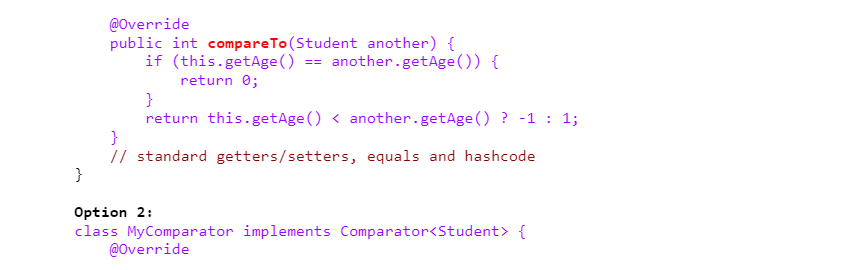 @Override
public int compareTo(Student another) {
if (this.getAge() == another.getAge()) {
return 0;
}
return this.getAge() < another.getAge() ? -1 : 1;
}
// standard getters/setters, equals and hashcode
}
Option 2:
class MyComparator implements Comparator<Student> {
@Override